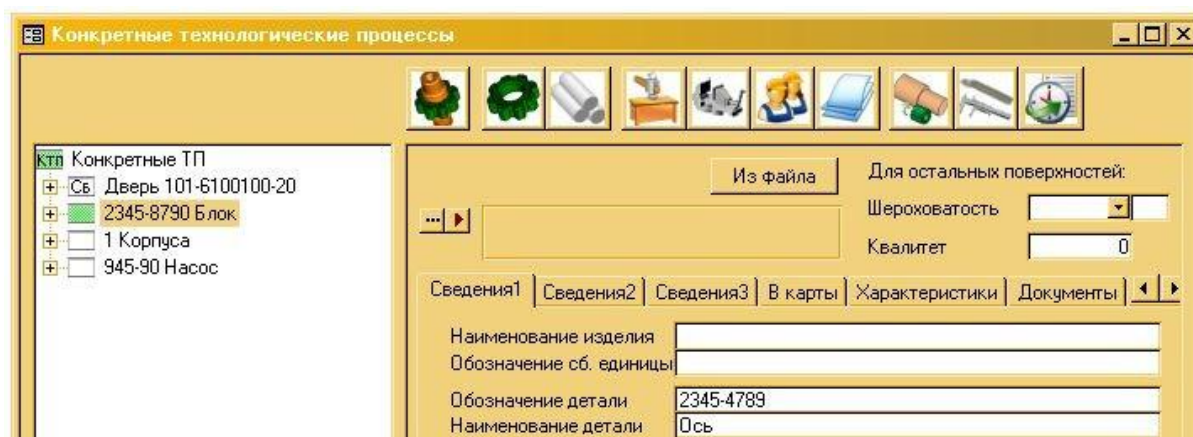 Конкретные технологические процессы
КТП Конкретные ТП
СБ Дверь 101-6100100-20
2345-8790 Блок
1 Корпуса
945-90 Насос
Из файла
Для остальных поверхностей:
Шероховатость
Квалитет 0
Сведения1 Сведения2 Сведения3 В карты Характеристики Документы
Наименование изделия
Обозначение сб. единицы
Обозначение детали 2345-4789
Наименование детали Ось